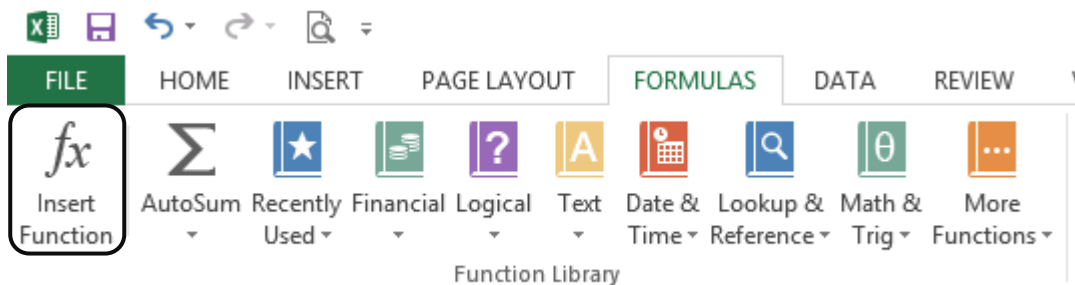 FILE HOME INSERT PAGE LAYOUT FORMULAS DATA REVIEW
fx Σ ? A θ
Insert AutoSum Recently Financial Logical Text Date & Lookup & Math & More
Function Used Time Reference Trig Functions
Function Library